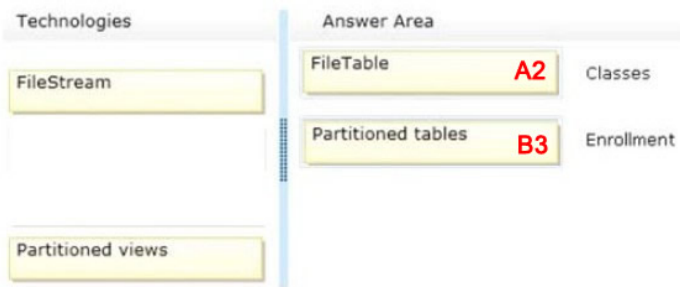 Technologies
Answer Area
FileStream
FileTable A2 Classes
Partitioned tables B3 Enrollment
Partitioned views